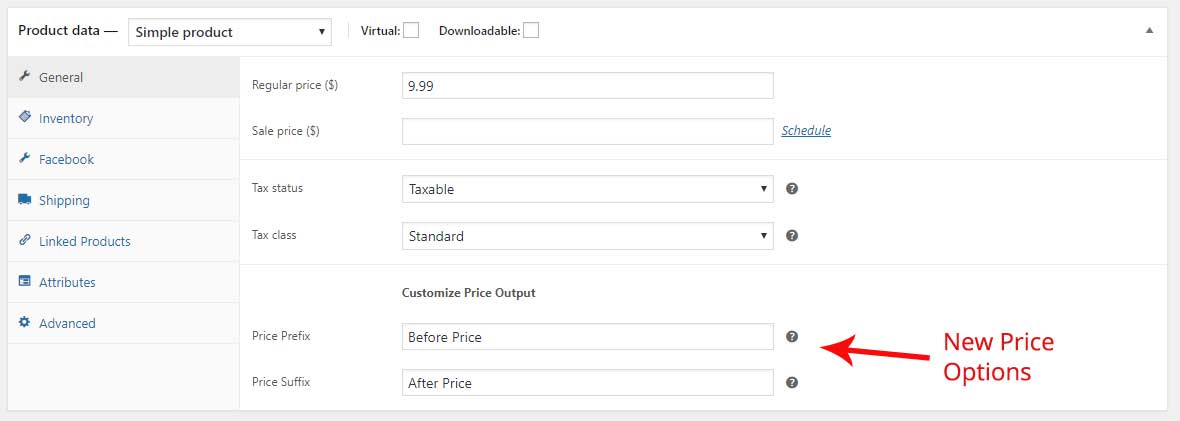 Product data — Simple product Virtual: Downloadable:
General
Inventory
Facebook
Shipping
Linked Products
Attributes
Advanced
Regular price ($) 9.99
Sale price ($) Schedule
Tax status Taxable ?
Tax class Standard ?
Customize Price Output
Price Prefix Before Price ?
Price Suffix After Price ?
New Price
Options